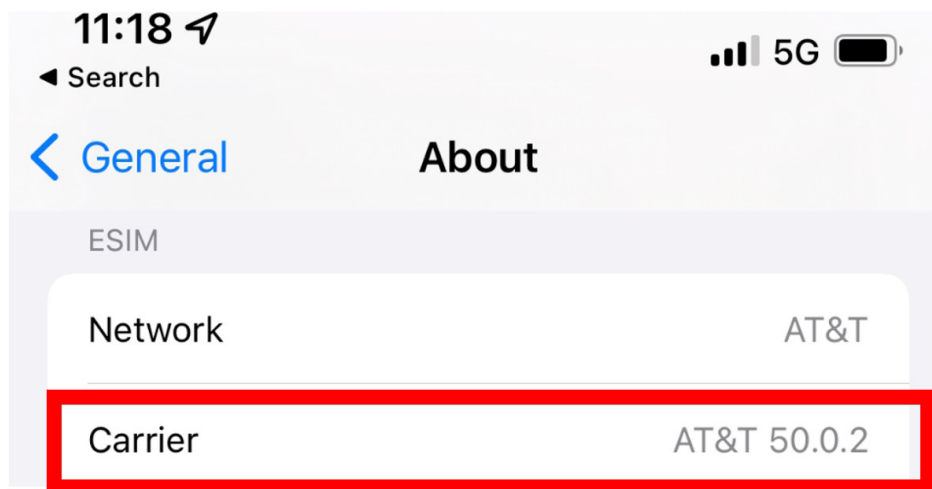 11:18
5G
Search
General
About
ESIM
Network AT&T
Carrier AT&T 50.0.2